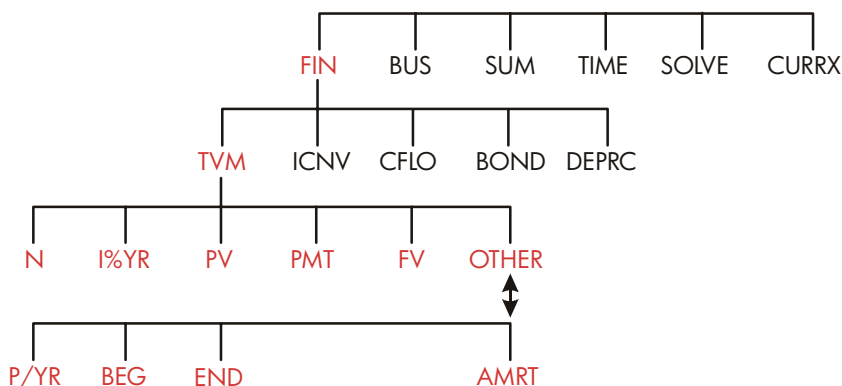 FIN BUS SUM TIME SOLVE CURRX
TVM ICNV CFLO BOND DEPRC
N I%YR PV PMT FV OTHER
P/YR BEG END AMRT